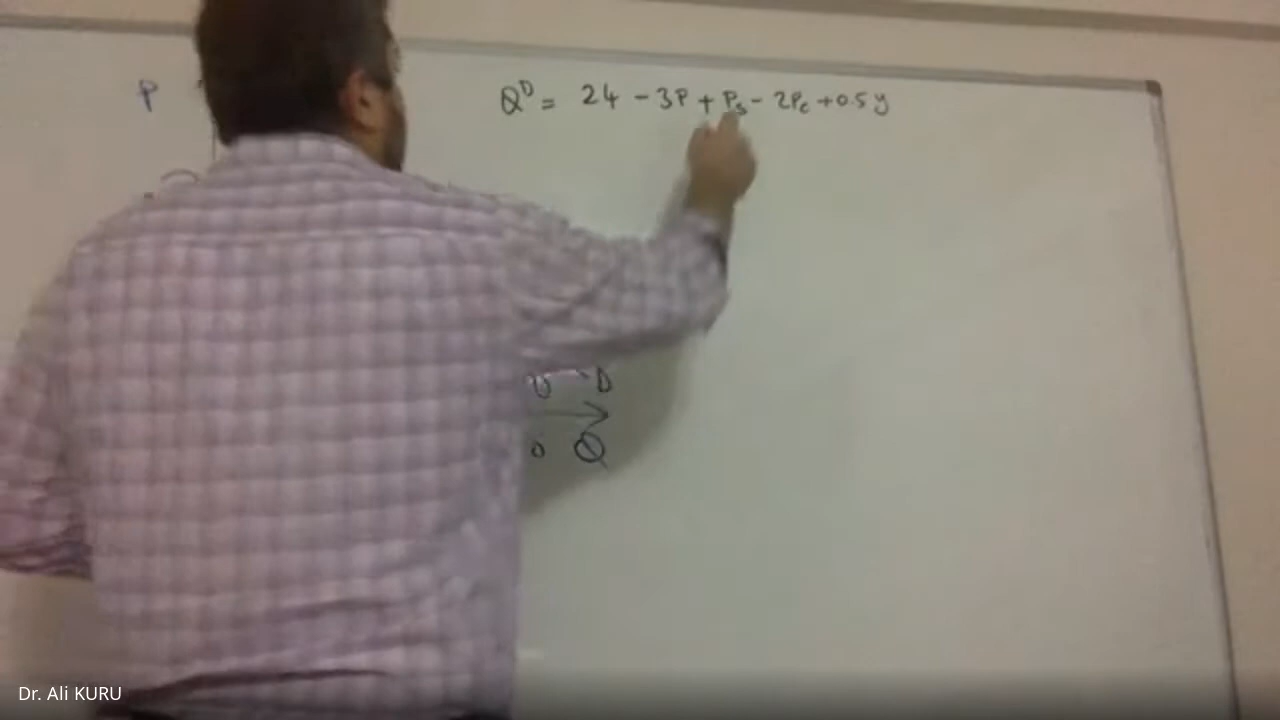 P
Q^D = 24 - 3P + P_s - 2P_c + 0.5y
D
Q
Dr. Ali KURU